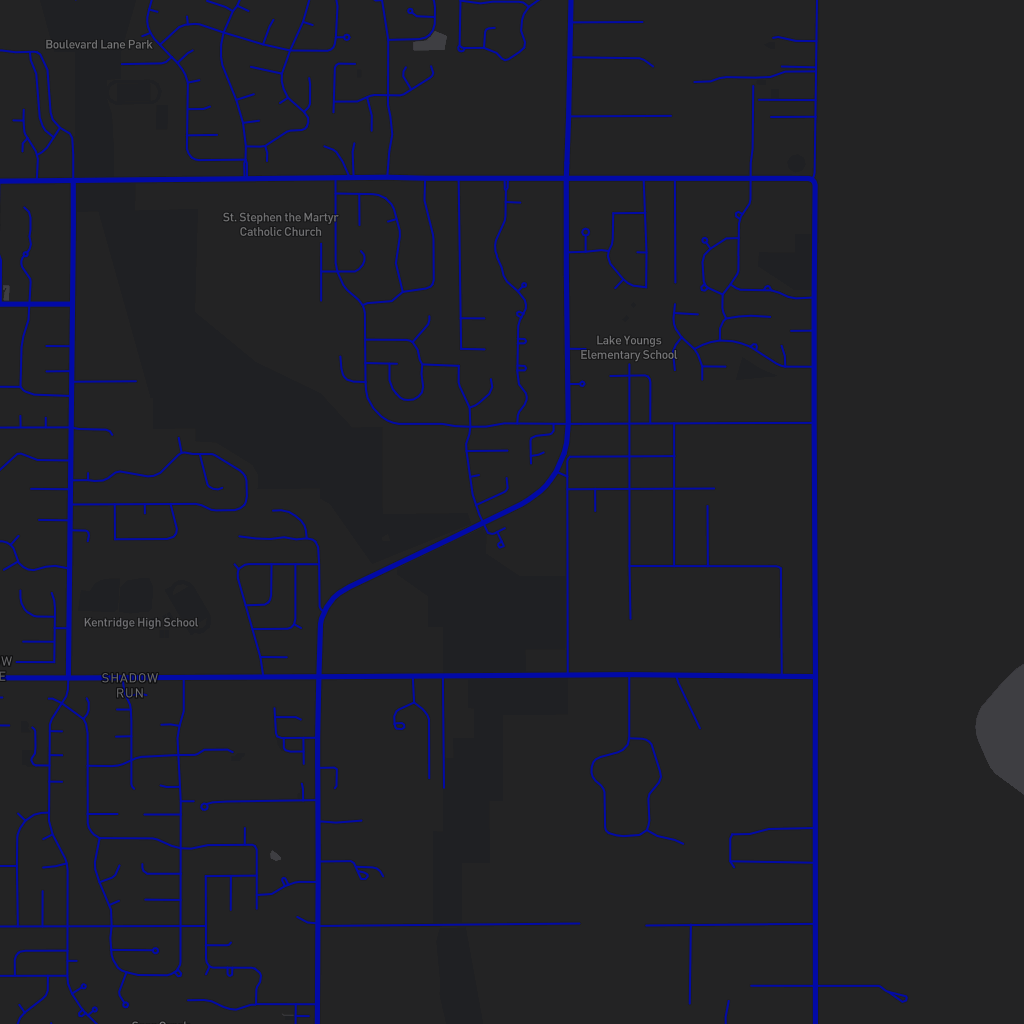 Boulevard Lane Park
St. Stephen the Martyr
Catholic Church
Lake Youngs
Elementary School
Kentridge High School
SHADOW
RUN